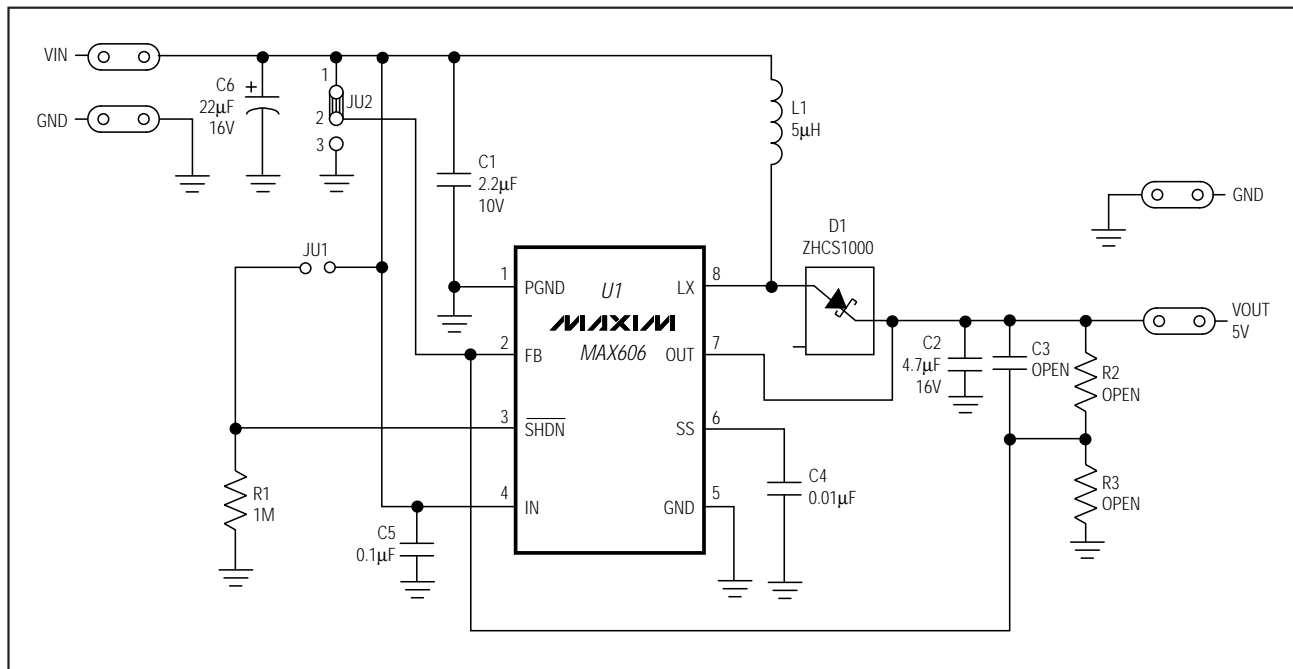 VIN
GND
C6
+
22µF
16V
1
2
3
JU2
C1
2.2µF
10V
L1
5µH
GND
JU1
D1
ZHCS1000
VOUT
5V
1
PGND
U1
MAXIM
MAX606
LX
8
2
FB
OUT
7
C2
4.7µF
16V
C3
OPEN
R2
OPEN
3
SHDN
SS
6
R1
1M
4
IN
GND
5
C4
0.01µF
R3
OPEN
C5
0.1µF